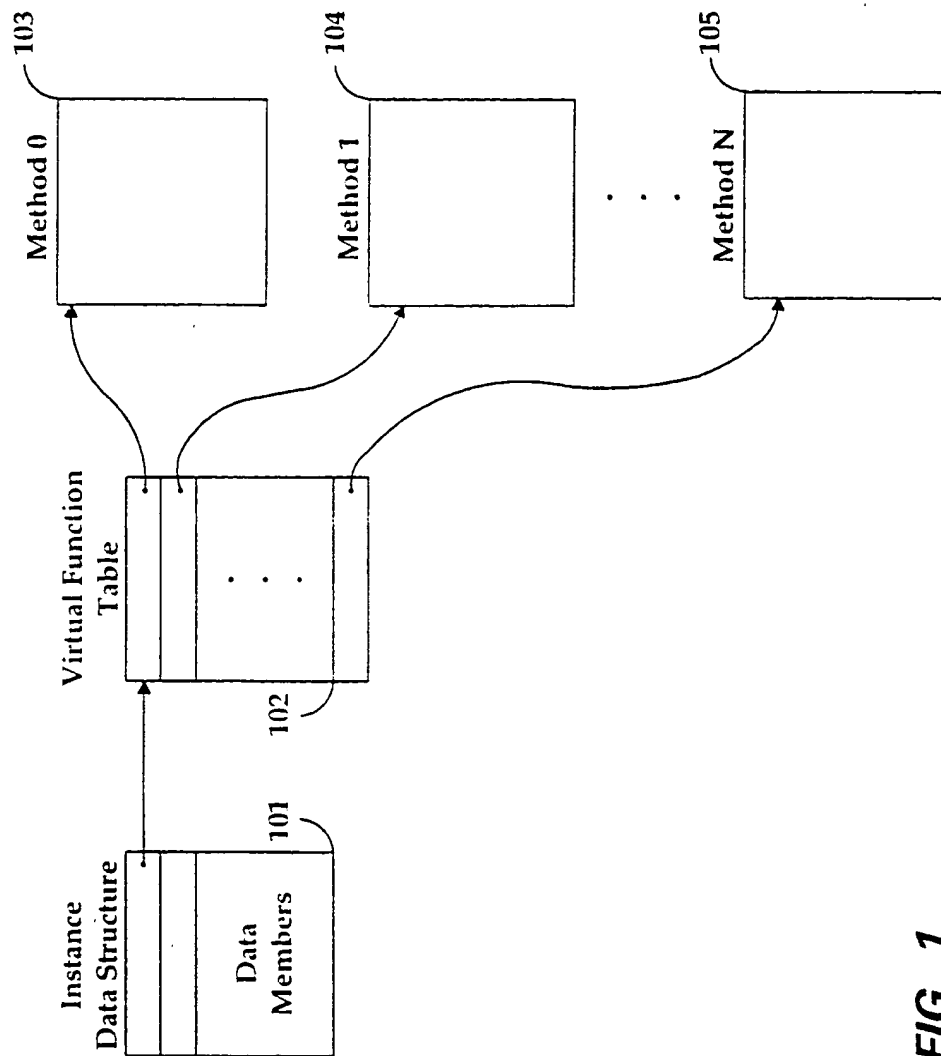 Instance
Data Structure
Data
Members
101
Virtual Function
Table
. . .
102
Method 0
103
Method 1
104
. . .
Method N
105
FIG. 1